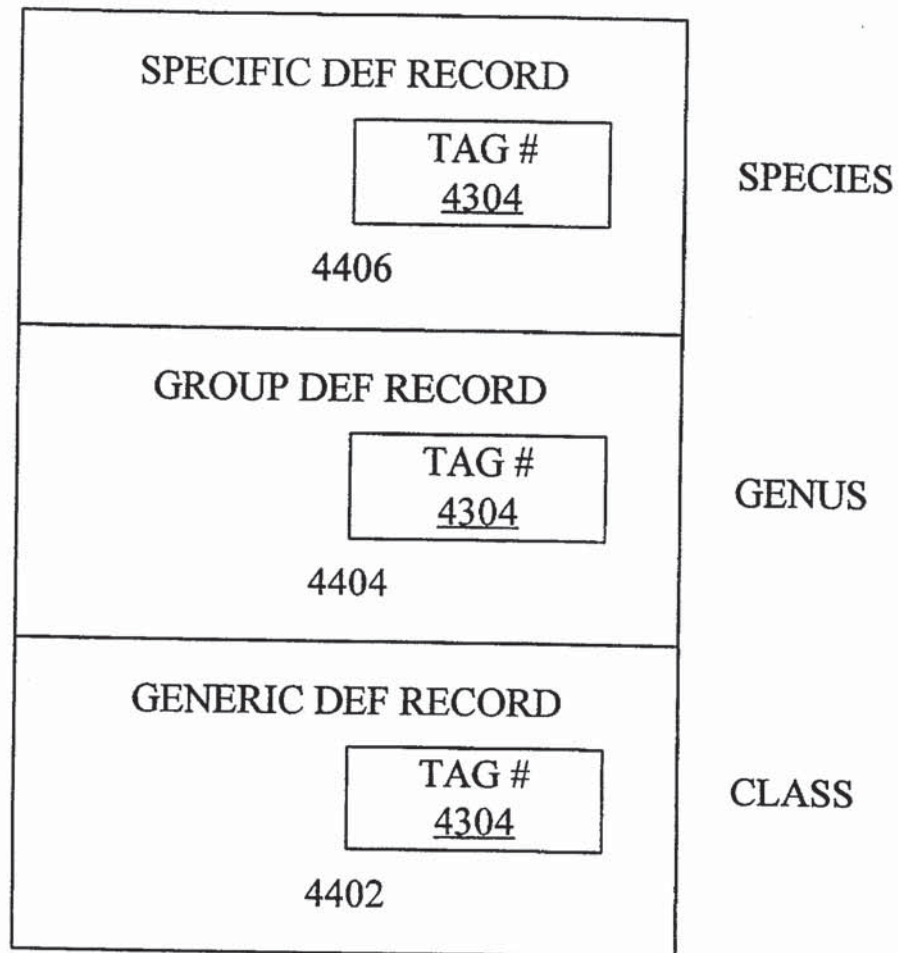 SPECIFIC DEF RECORD
TAG #
4304
SPECIES
4406
GROUP DEF RECORD
TAG #
4304
GENUS
4404
GENERIC DEF RECORD
TAG #
4304
CLASS
4402